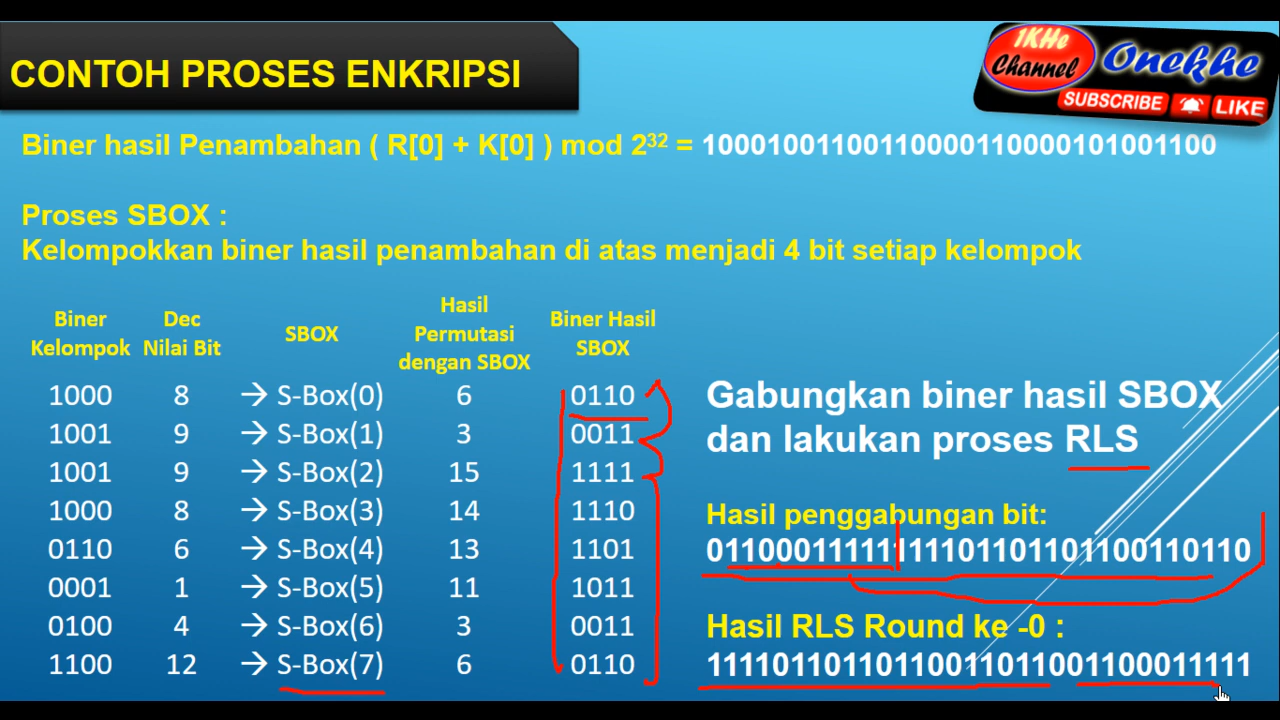 CONTOH PROSES ENKRIPSI
1KHe
Channel
Onekhe
SUBSCRIBE LIKE
Biner hasil Penambahan ( R[0] + K[0] ) mod 2³² = 10001001100110000110000101001100
Proses SBOX :
Kelompokkan biner hasil penambahan di atas menjadi 4 bit setiap kelompok
Biner Kelompok Dec Nilai Bit SBOX Hasil Permutasi dengan SBOX Biner Hasil SBOX
1000 8 → S-Box(0) 6 0110
1001 9 → S-Box(1) 3 0011
1001 9 → S-Box(2) 15 1111
1000 8 → S-Box(3) 14 1110
0110 6 → S-Box(4) 13 1101
0001 1 → S-Box(5) 11 1011
0100 4 → S-Box(6) 3 0011
1100 12 → S-Box(7) 6 0110
Gabungkan biner hasil SBOX
dan lakukan proses RLS
Hasil penggabungan bit:
01100011111111101101101100110110
Hasil RLS Round ke -0 :
11110110110110011011001100011111